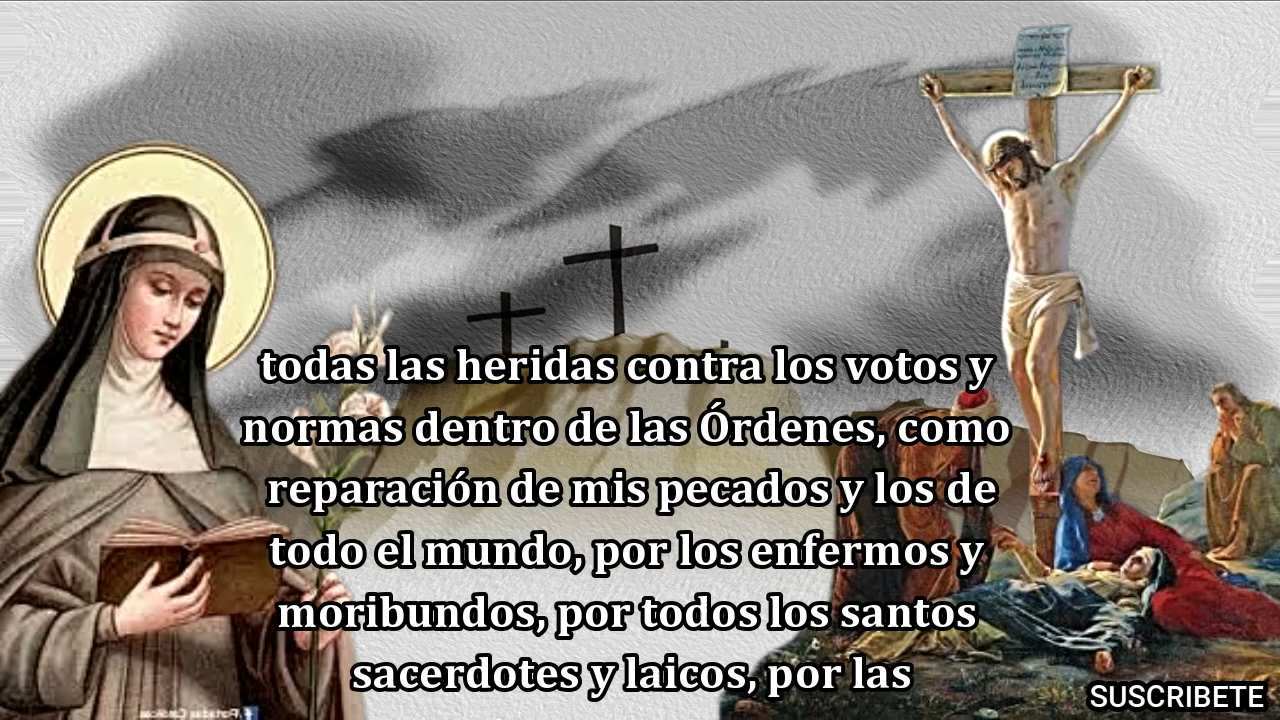 todas las heridas contra los votos y
normas dentro de las Órdenes, como
reparación de mis pecados y los de
todo el mundo, por los enfermos y
moribundos, por todos los santos
sacerdotes y laicos, por las
SUSCRIBETE